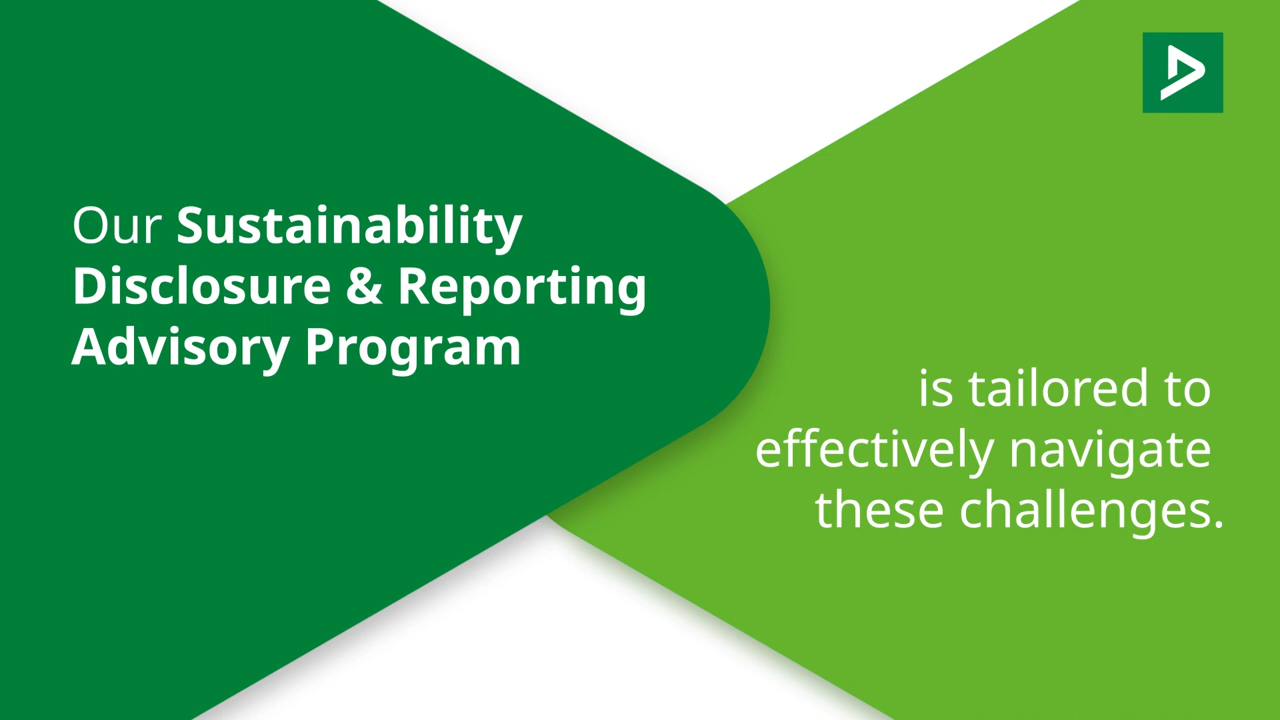 Our Sustainability
Disclosure & Reporting
Advisory Program
is tailored to
effectively navigate
these challenges.